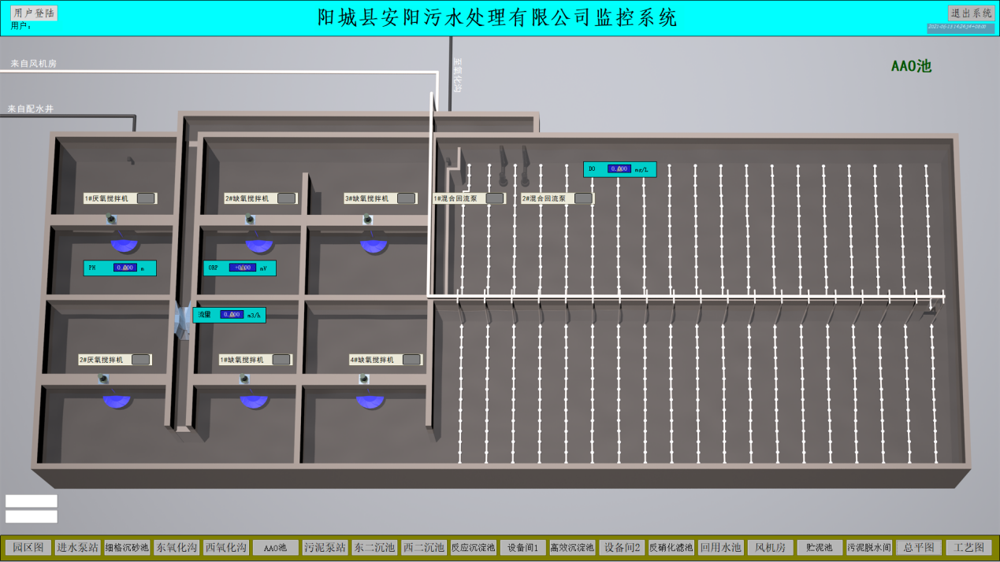 用户登陆
用户:
阳城县安阳污水处理有限公司监控系统
退出系统
来自风机房
来自配水井
至氧化沟
AAO池
DO 0.000 mg/L
1#厌氧搅拌机
2#缺氧搅拌机
3#缺氧搅拌机
1#混合回流泵
2#混合回流泵
PH 0.000 m
ORP +0.000 mV
流量 0.000 m3/h
2#厌氧搅拌机
1#缺氧搅拌机
4#缺氧搅拌机
园区图 进水泵站 细格沉砂池 东氧化沟 西氧化沟 AAO池 污泥泵站 东二沉池 西二沉池 反应沉淀池 设备间1 高效沉淀池 设备间2 反硝化滤池 回用水池 风机房 贮泥池 污泥脱水间 总平图 工艺图